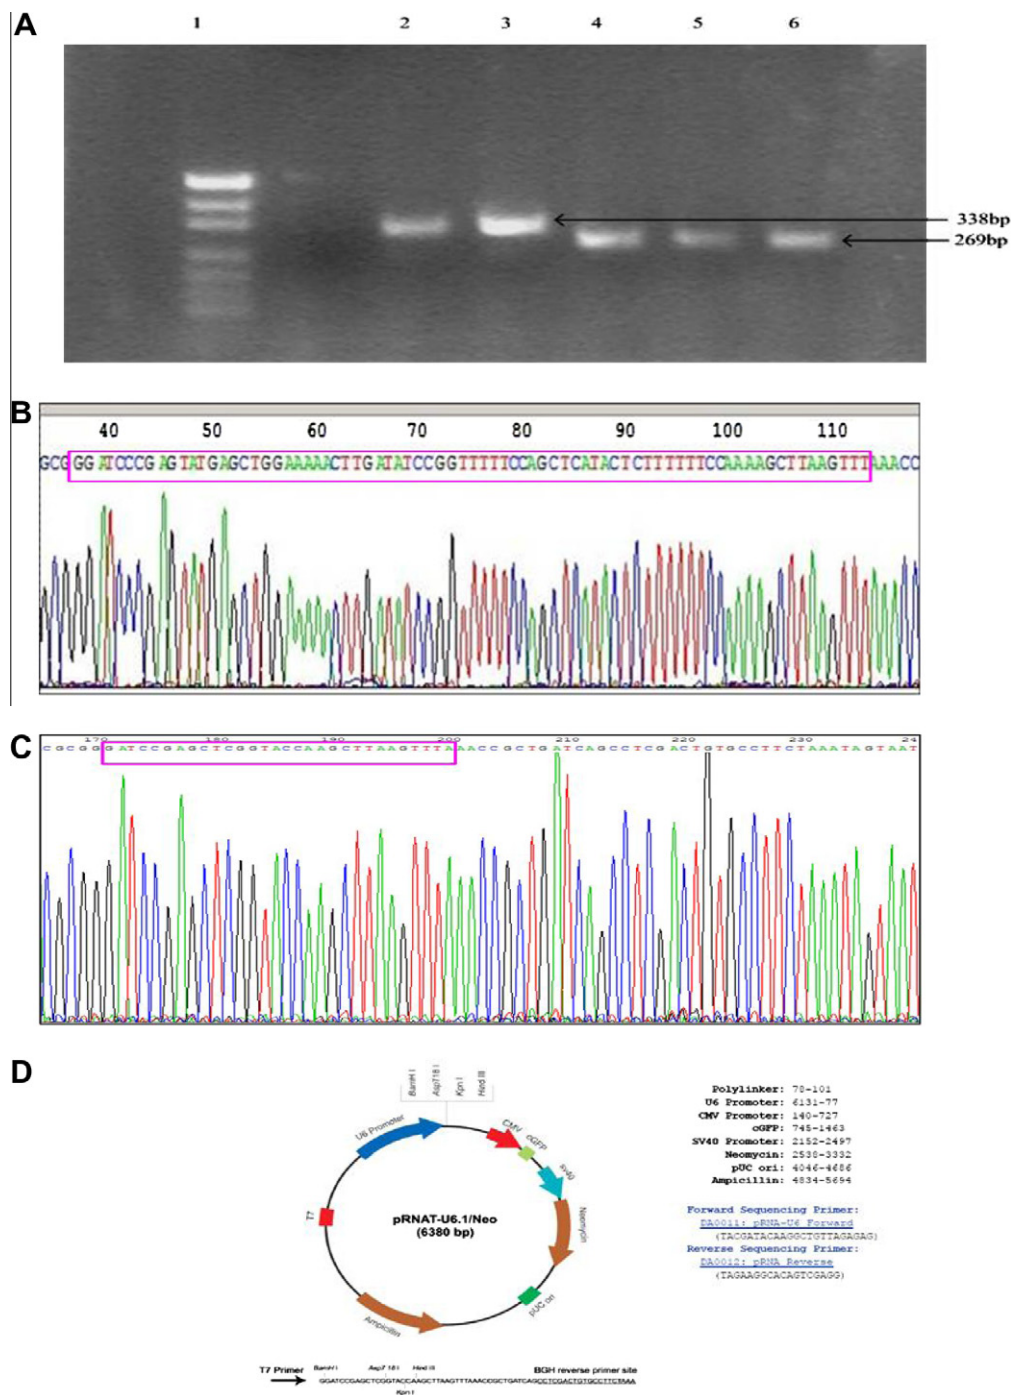 A
1 2 3 4 5 6
338bp
269bp
B
40 50 60 70 80 90 100 110
GCGGGATCCCGAGTATGAGCTGGAAAAACTTGATATCCGGTTTTTCCAGCTCATACTCTTTTTTCCAAAAGCTTAAGTTTAAACC
C
170 180 190 200 210 220 230 24
CGCGGGATCCGAGCTCGGTACCAAGCTTAAGTTTAAACCGCTGATCAGCCTCGACTGTGCCTTCTAAATAGTAAT
D
BamH I
Asp718 I
Kpn I
Hind III
U6 Promoter
CMV
cGFP
sv40
Neomycin
pUC ori
Ampicillin
T7
pRNAT-U6.1/Neo
(6380 bp)
Polylinker: 78-101
U6 Promoter: 6131-77
CMV Promoter: 140-727
cGFP: 745-1463
SV40 Promoter: 2152-2497
Neomycin: 2538-3332
pUC ori: 4046-4686
Ampicillin: 4834-5694
Forward Sequencing Primer:
DA0011: pRNA-U6 Forward
(TACGATACAAGGCTGTTAGAGAG)
Reverse Sequencing Primer:
DA0012: pRNA Reverse
(TAGAAGGCACAGTCGAGG)
T7 Primer BamH I Asp7 18 I Hind III BGH reverse primer site
GGATCCGAGCTCGGTACCAAGCTTAAGTTTAAACCGCTGATCAGCCTCGACTGTGCCTTCTAAA
Kpn I